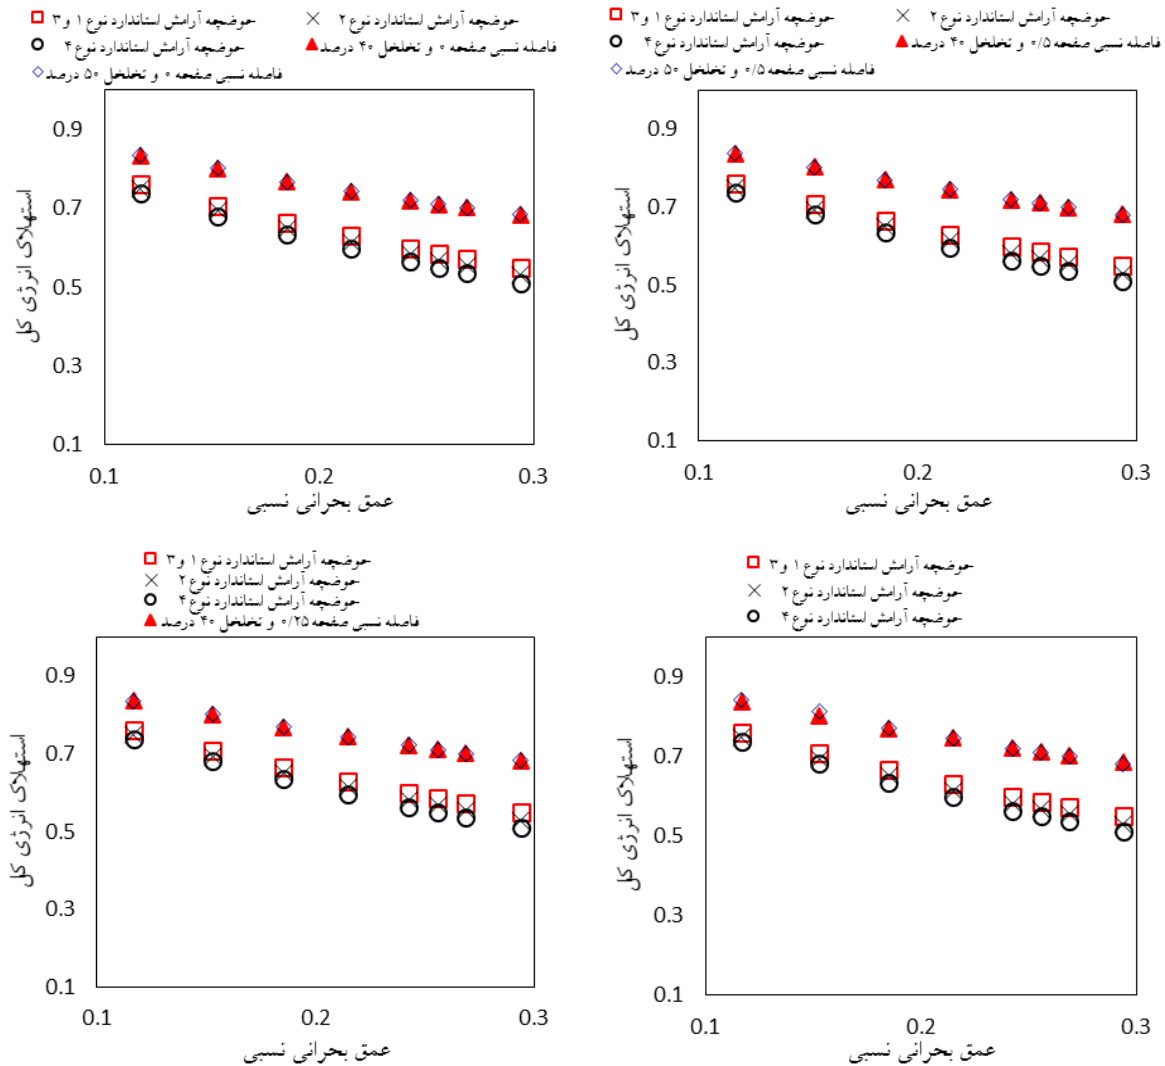 حوضچه آرامش استاندارد نوع ۱ و ۳
حوضچه آرامش استاندارد نوع ۲
حوضچه آرامش استاندارد نوع ۴
فاصله نسبی صفحه ۰ و تخلخل ۴۰ درصد
فاصله نسبی صفحه ۰ و تخلخل ۵۰ درصد
استهلاک انرژی کل
0.9
0.7
0.5
0.3
0.1
0.1 0.2 0.3
عمق بحرانی نسبی
حوضچه آرامش استاندارد نوع ۱ و ۳
حوضچه آرامش استاندارد نوع ۲
حوضچه آرامش استاندارد نوع ۴
فاصله نسبی صفحه ۰/۵ و تخلخل ۴۰ درصد
فاصله نسبی صفحه ۰/۵ و تخلخل ۵۰ درصد
استهلاک انرژی کل
0.9
0.7
0.5
0.3
0.1
0.1 0.2 0.3
عمق بحرانی نسبی
حوضچه آرامش استاندارد نوع ۱ و ۳
حوضچه آرامش استاندارد نوع ۲
حوضچه آرامش استاندارد نوع ۴
فاصله نسبی صفحه ۰/۲۵ و تخلخل ۴۰ درصد
استهلاک انرژی کل
0.9
0.7
0.5
0.3
0.1
0.1 0.2 0.3
عمق بحرانی نسبی
حوضچه آرامش استاندارد نوع ۱ و ۳
حوضچه آرامش استاندارد نوع ۲
حوضچه آرامش استاندارد نوع ۴
استهلاک انرژی کل
0.9
0.7
0.5
0.3
0.1
0.1 0.2 0.3
عمق بحرانی نسبی